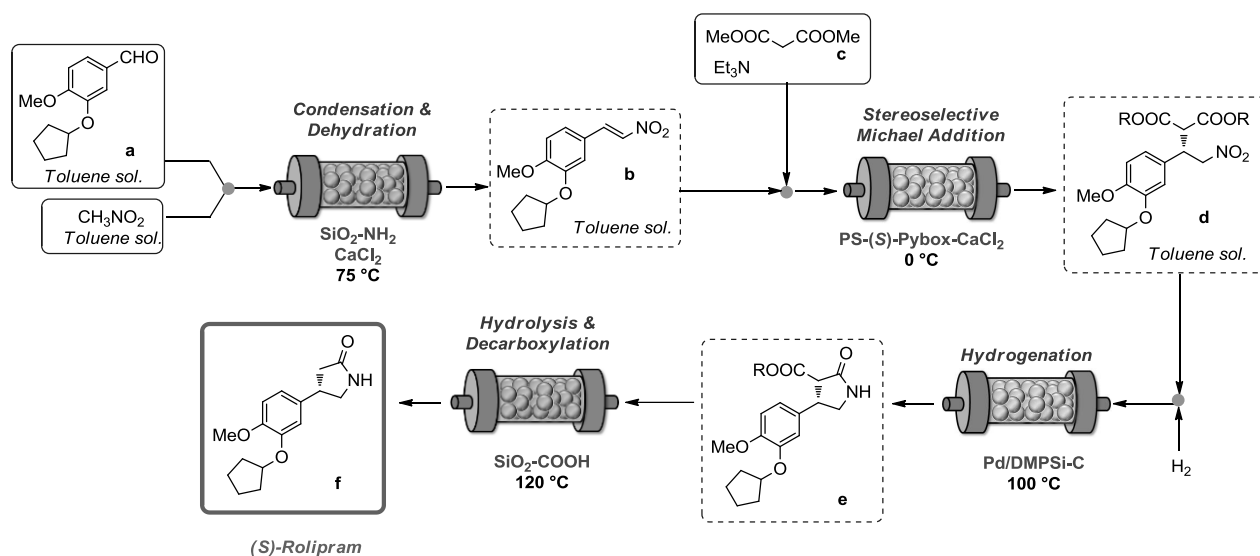 CHO
MeO
O
a
Toluene sol.
CH3NO2
Toluene sol.
Condensation &
Dehydration
SiO2-NH2
CaCl2
75 °C
NO2
MeO
b
O
Toluene sol.
MeOOC COOMe
c
Et3N
Stereoselective
Michael Addition
PS-(S)-Pybox-CaCl2
0 °C
ROOC COOR
NO2
MeO
O
d
Toluene sol.
H2
Hydrogenation
Pd/DMPSi-C
100 °C
O
ROOC
NH
MeO
O
e
Hydrolysis &
Decarboxylation
SiO2-COOH
120 °C
O
NH
MeO
O
f
(S)-Rolipram